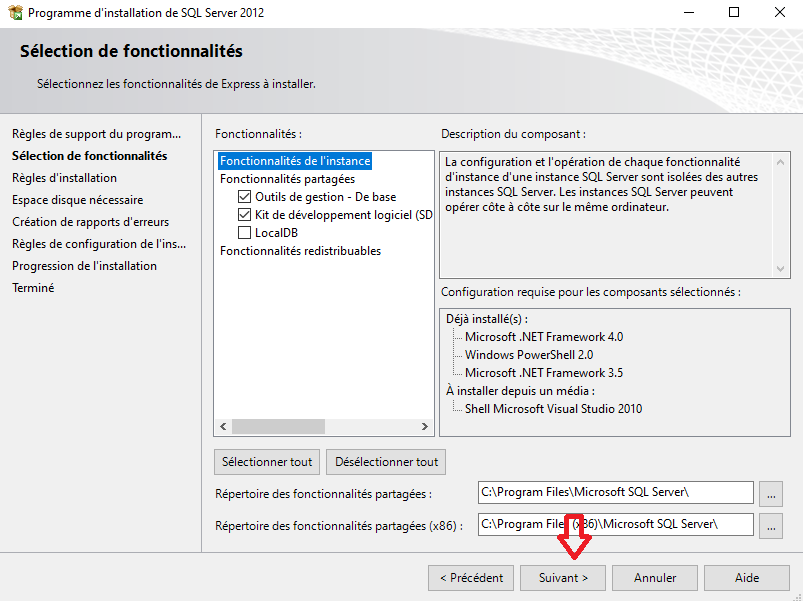 Programme d'installation de SQL Server 2012
Sélection de fonctionnalités
Sélectionnez les fonctionnalités de Express à installer.
Règles de support du program...
Sélection de fonctionnalités
Règles d'installation
Espace disque nécessaire
Création de rapports d'erreurs
Règles de configuration de l'ins...
Progression de l'installation
Terminé
Fonctionnalités :
Fonctionnalités de l'instance
Fonctionnalités partagées
Outils de gestion - De base
Kit de développement logiciel (SD
LocalDB
Fonctionnalités redistribuables
Description du composant :
La configuration et l'opération de chaque fonctionnalité
d'instance d'une instance SQL Server sont isolées des autres
instances SQL Server. Les instances SQL Server peuvent
opérer côte à côte sur le même ordinateur.
Configuration requise pour les composants sélectionnés :
Déjà installé(s) :
Microsoft .NET Framework 4.0
Windows PowerShell 2.0
Microsoft .NET Framework 3.5
À installer depuis un média :
Shell Microsoft Visual Studio 2010
Sélectionner tout
Désélectionner tout
Répertoire des fonctionnalités partagées :
C:\Program Files\Microsoft SQL Server\
...
Répertoire des fonctionnalités partagées (x86) :
C:\Program Files (x86)\Microsoft SQL Server\
...
< Précédent
Suivant >
Annuler
Aide